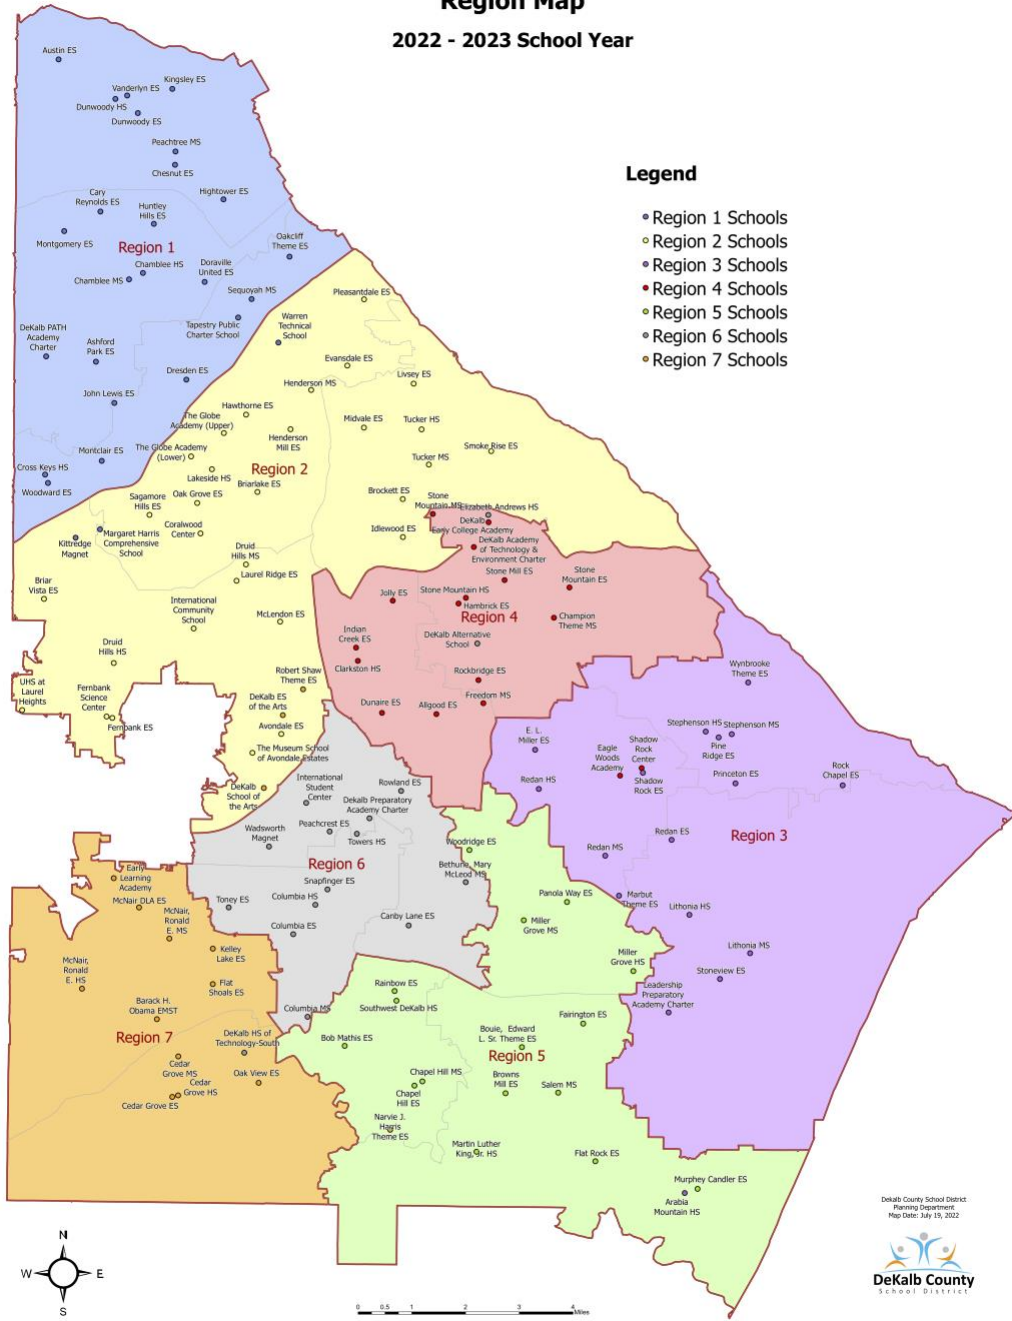 Region Map
2022 - 2023 School Year
Legend
Region 1 Schools
Region 2 Schools
Region 3 Schools
Region 4 Schools
Region 5 Schools
Region 6 Schools
Region 7 Schools
Austin ES
Kingsley ES
Vanderlyn ES
Dunwoody HS
Dunwoody ES
Peachtree MS
Chesnut ES
Hightower ES
Cary
Reynolds ES
Huntley
Hills ES
Montgomery ES
Region 1
Oakcliff
Theme ES
Chamblee HS
Chamblee MS
Doraville
United ES
Sequoyah MS
Tapestry Public
Charter School
DeKalb PATH
Academy
Charter
Ashford
Park ES
Dresden ES
John Lewis ES
Montclair ES
Cross Keys HS
Woodward ES
Pleasantdale ES
Warren
Technical
School
Evansdale ES
Livsey ES
Henderson MS
Hawthorne ES
The Globe
Academy (Upper)
Henderson
Mill ES
Midvale ES
Tucker HS
The Globe Academy
(Lower)
Region 2
Lakeside HS
Tucker MS
Smoke Rise ES
Briarlake ES
Oak Grove ES
Sagamore
Hills ES
Brockett ES
Stone
Mountain MS
Elizabeth Andrews HS
DeKalb
Early College Academy
Coralwood
Center
Margaret Harris
Comprehensive
School
Kittredge
Magnet
Idlewood ES
DeKalb Academy
of Technology &
Environment Charter
Druid
Hills MS
Laurel Ridge ES
Briar
Vista ES
International
Community
School
McLendon ES
Druid
Hills HS
UHS at
Laurel
Heights
Fernbank
Science
Center
Fernbank ES
Robert Shaw
Theme ES
DeKalb ES
of the Arts
Avondale ES
The Museum School
of Avondale Estates
DeKalb
School of
the Arts
Stone Mill ES
Stone
Mountain ES
Jolly ES
Stone Mountain HS
Hambrick ES
Region 4
Champion
Theme MS
Indian
Creek ES
Clarkston HS
DeKalb Alternative
School
Rockbridge ES
Freedom MS
Dunaire ES
Allgood ES
Wynbrooke
Theme ES
Stephenson HS
Stephenson MS
Pine
Ridge ES
E. L.
Miller ES
Redan HS
Eagle
Woods
Academy
Shadow
Rock
Center
Shadow
Rock ES
Princeton ES
Rock
Chapel ES
Redan ES
Redan MS
Region 3
Marbut
Theme ES
Lithonia HS
Lithonia MS
Stoneview ES
Leadership
Preparatory
Academy Charter
International
Student
Center
Rowland ES
DeKalb Preparatory
Academy Charter
Peachcrest ES
Towers HS
Wadsworth
Magnet
Region 6
Bethune, Mary
McLeod MS
Snapfinger ES
Columbia HS
Toney ES
Columbia ES
Canby Lane ES
Columbia MS
Woodridge ES
Panola Way ES
Miller
Grove MS
Miller
Grove HS
Rainbow ES
Southwest DeKalb HS
Fairington ES
Bob Mathis ES
Bouie, Edward
L. Sr. Theme ES
Region 5
Chapel Hill MS
Chapel
Hill ES
Browns
Mill ES
Salem MS
Narvie J.
Harris
Theme ES
Martin Luther
King, Jr. HS
Flat Rock ES
Murphey Candler ES
Arabia
Mountain HS
Early
Learning
Academy
McNair DLA ES
McNair,
Ronald
E. MS
McNair,
Ronald
E. HS
Kelley
Lake ES
Flat
Shoals ES
Barack H.
Obama EMST
Region 7
DeKalb HS of
Technology-South
Cedar
Grove MS
Cedar
Grove HS
Oak View ES
Cedar Grove ES
N
W
E
S
0 0.5 1 2 3 4
Miles
Dekalb County School District
Planning Department
Map Date: July 19, 2022
DeKalb County
School District